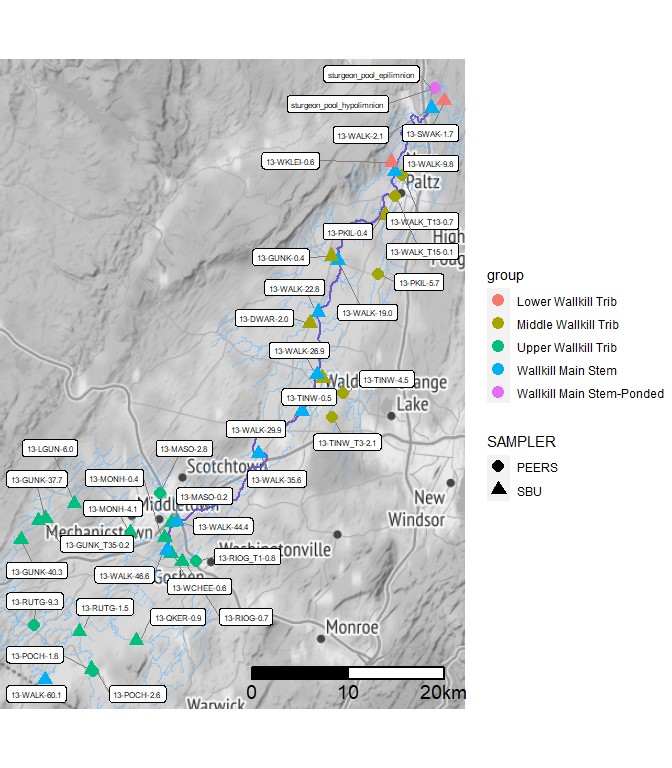 sturgeon_pool_epilimnion
sturgeon_pool_hypolimnion
13-WALK-2.1
13-SWAK-1.7
13-WKLEI-0.6
13-WALK-9.8
Paltz
13-WALK_T13-0.7
13-PKIL-0.4
High
13-WALK_T15-0.1
13-GUNK-0.4
13-PKIL-5.7
13-WALK-22.8
13-WALK-19.0
13-DWAR-2.0
13-WALK-26.9
13-TINW-4.5
Wald
ange
13-TINW-0.5
Lake
13-WALK-29.9
13-TINW_T3-2.1
13-LGUN-6.0
13-MASO-2.8
Scotchtown
13-GUNK-37.7
13-MONH-0.4
13-WALK-35.6
13-MASO-0.2
New
Windsor
13-MONH-4.1
Middletown
13-WALK-44.4
Mechanicstown
13-GUNK_T35-0.2
Washingtonville
13-RIOG_T1-0.8
13-GUNK-40.3
13-WALK-46.6
Goshen
13-WCHEE-0.6
13-RUTG-9.3
13-RUTG-1.5
13-QKER-0.9
13-RIOG-0.7
Monroe
13-POCH-1.8
13-WALK-60.1
13-POCH-2.6
0 10 20km
Warwick
group
Lower Wallkill Trib
Middle Wallkill Trib
Upper Wallkill Trib
Wallkill Main Stem
Wallkill Main Stem-Ponded
SAMPLER
PEERS
SBU